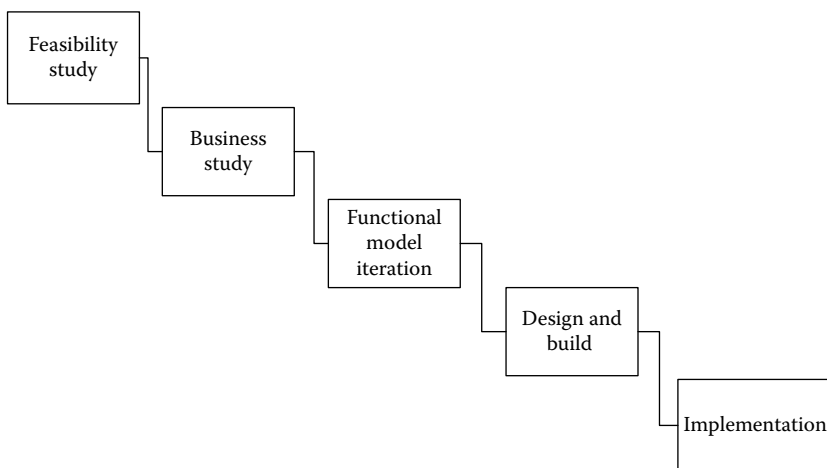 Feasibility
study
Business
study
Functional
model
iteration
Design and
build
Implementation